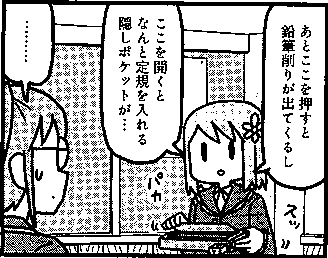 あとここを押すと
鉛筆削りが出てくるし
スッ
ここを開くと
なんと定規を入れる
隠しポケットが…
パカ
………